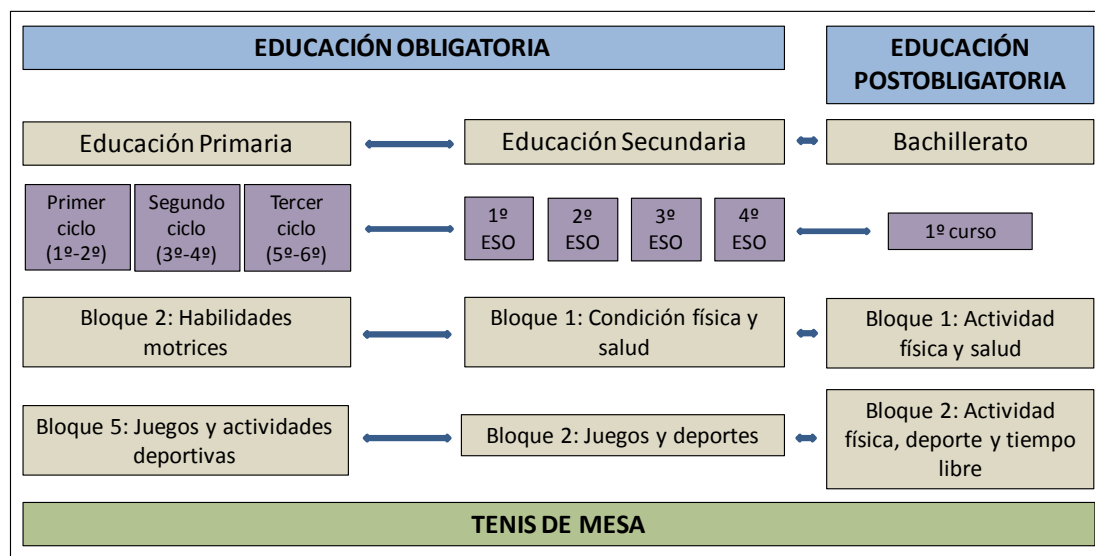 EDUCACIÓN OBLIGATORIA
EDUCACIÓN
POSTOBLIGATORIA
Educación Primaria
Educación Secundaria
Bachillerato
Primer
ciclo
(1º-2º)
Segundo
ciclo
(3º-4º)
Tercer
ciclo
(5º-6º)
1º
ESO
2º
ESO
3º
ESO
4º
ESO
1º curso
Bloque 2: Habilidades
motrices
Bloque 1: Condición física y
salud
Bloque 1: Actividad
física y salud
Bloque 5: Juegos y actividades
deportivas
Bloque 2: Juegos y deportes
Bloque 2: Actividad
física, deporte y tiempo
libre
TENIS DE MESA